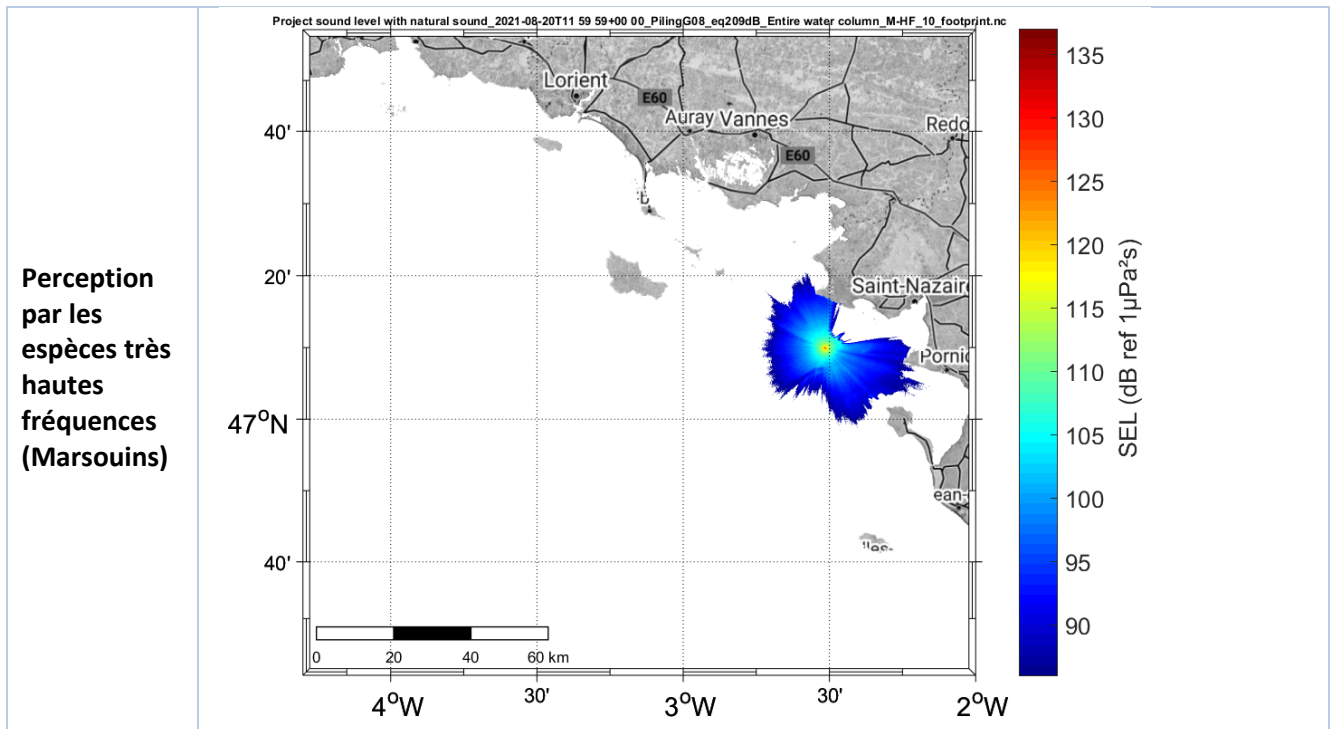 Perception
par les
espèces très
hautes
fréquences
(Marsouins)
Project sound level with natural sound_2021-08-20T11 59 59+00 00_PilingG08_eq209dB_Entire water column_M-HF_10_footprint.nc
Lorient
E60
Auray Vannes
Redo
E60
Saint-Nazair
Pornic
ean-
Iles-
40'
20'
47°N
40'
0 20 40 60 km
4°W 30' 3°W 30' 2°W
135
130
125
120
115
110
105
100
95
90
SEL (dB ref 1µPa²s)